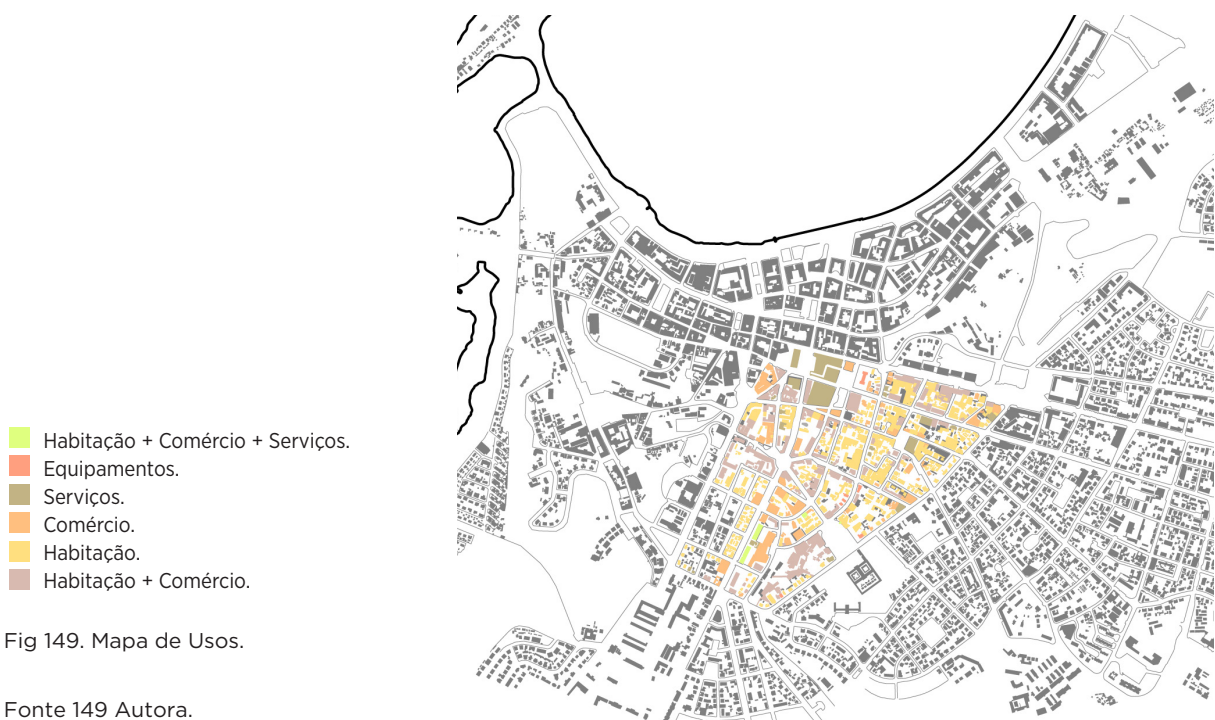 Habitação + Comércio + Serviços.
Equipamentos.
Serviços.
Comércio.
Habitação.
Habitação + Comércio.
Fig 149. Mapa de Usos.
Fonte 149 Autora.